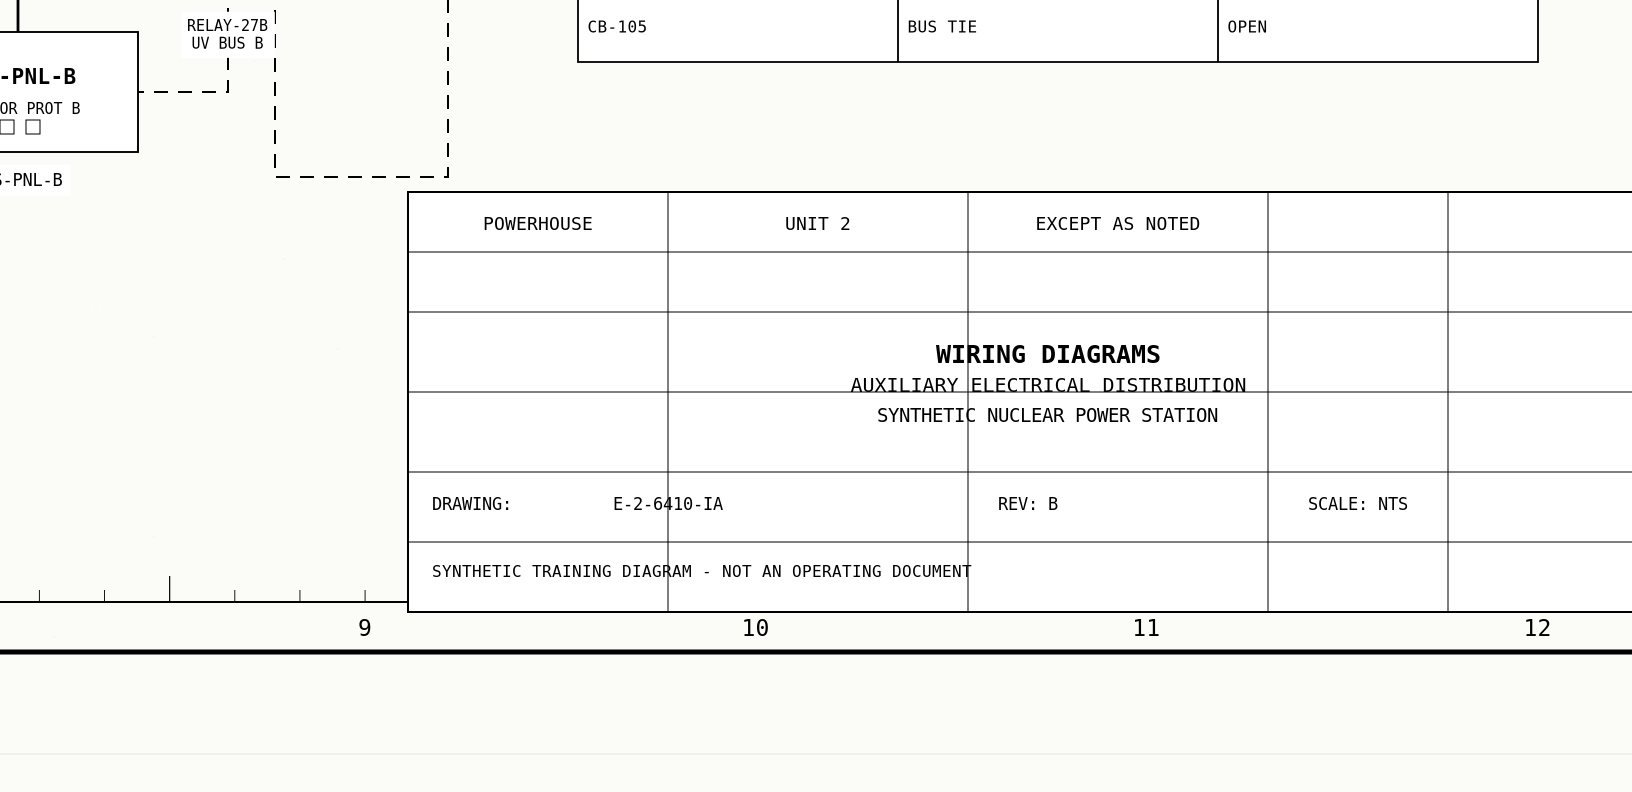 RELAY-27B
UV BUS B
CB-105 BUS TIE OPEN
-PNL-B
OR PROT B
-PNL-B
POWERHOUSE UNIT 2 EXCEPT AS NOTED
WIRING DIAGRAMS
AUXILIARY ELECTRICAL DISTRIBUTION
SYNTHETIC NUCLEAR POWER STATION
DRAWING: E-2-6410-IA REV: B SCALE: NTS
SYNTHETIC TRAINING DIAGRAM - NOT AN OPERATING DOCUMENT
9 10 11 12